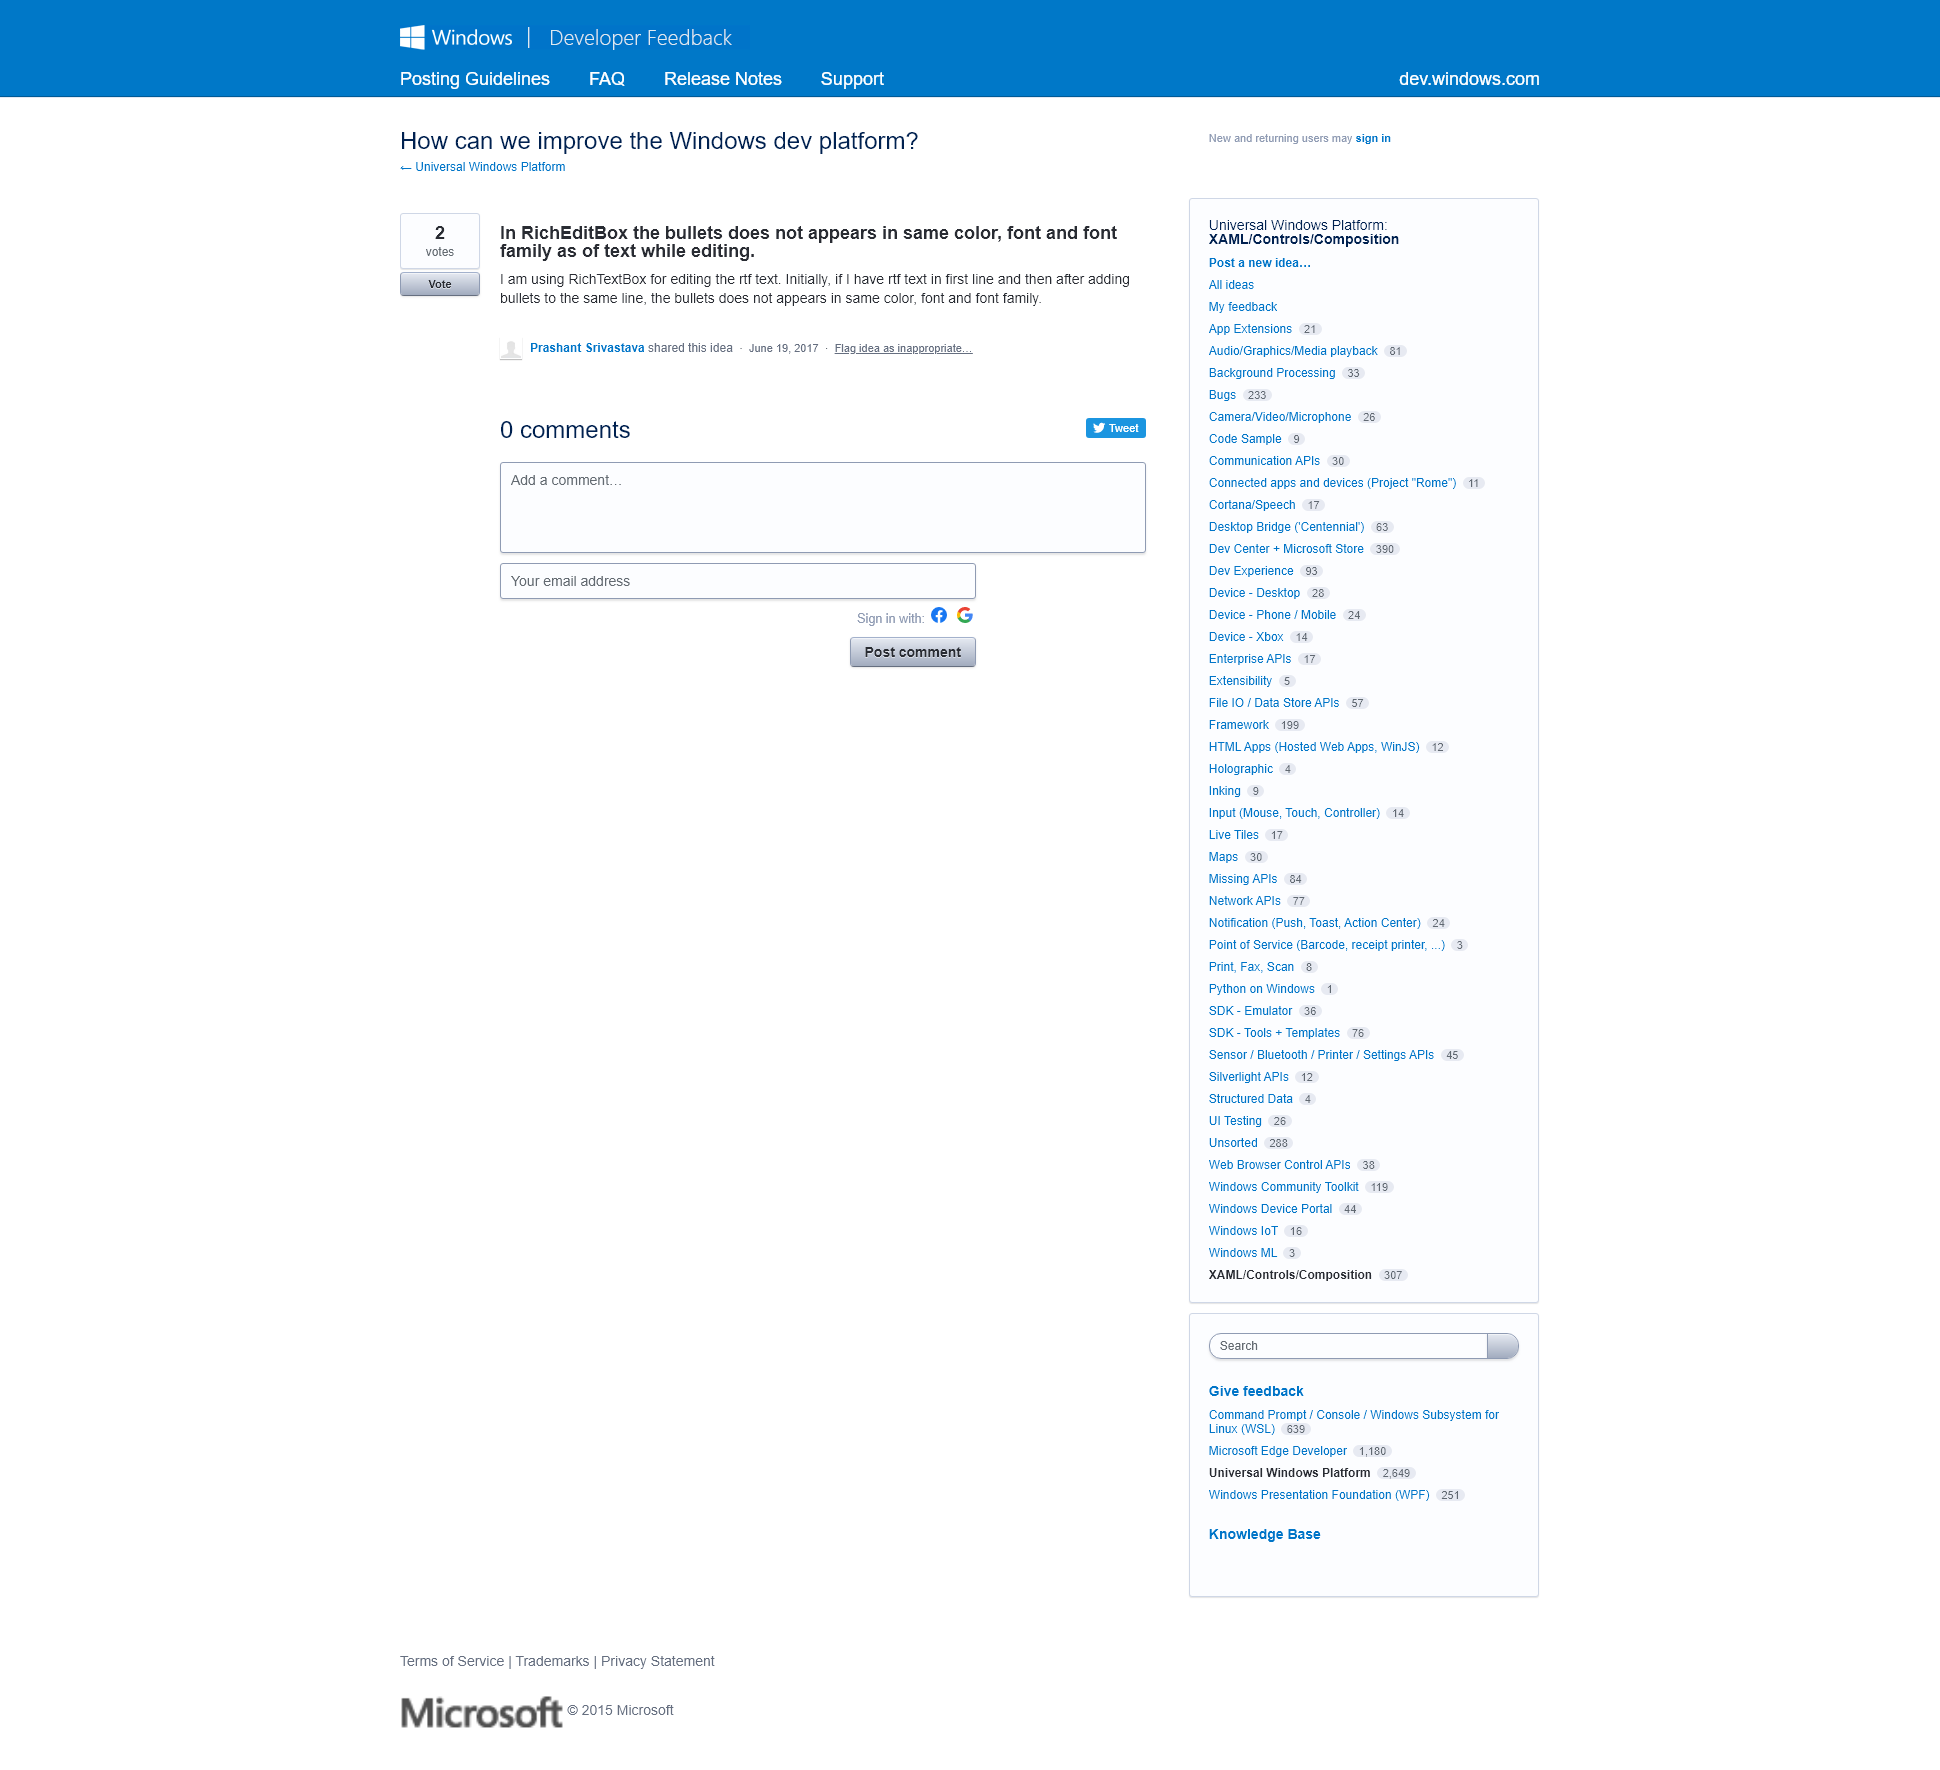 Windows | Developer Feedback
Posting Guidelines FAQ Release Notes Support dev.windows.com
How can we improve the Windows dev platform?
← Universal Windows Platform
New and returning users may sign in
2
votes
Vote
In RichEditBox the bullets does not appears in same color, font and font
family as of text while editing.
I am using RichTextBox for editing the rtf text. Initially, if I have rtf text in first line and then after adding
bullets to the same line, the bullets does not appears in same color, font and font family.
Prashant Srivastava shared this idea · June 19, 2017 · Flag idea as inappropriate…
0 comments
Tweet
Add a comment…
Your email address
Sign in with:
Post comment
Universal Windows Platform:
XAML/Controls/Composition
Post a new idea…
All ideas
My feedback
App Extensions 21
Audio/Graphics/Media playback 81
Background Processing 33
Bugs 233
Camera/Video/Microphone 26
Code Sample 9
Communication APIs 30
Connected apps and devices (Project "Rome") 11
Cortana/Speech 17
Desktop Bridge ('Centennial') 63
Dev Center + Microsoft Store 390
Dev Experience 93
Device - Desktop 28
Device - Phone / Mobile 24
Device - Xbox 14
Enterprise APIs 17
Extensibility 5
File IO / Data Store APIs 57
Framework 199
HTML Apps (Hosted Web Apps, WinJS) 12
Holographic 4
Inking 9
Input (Mouse, Touch, Controller) 14
Live Tiles 17
Maps 30
Missing APIs 84
Network APIs 77
Notification (Push, Toast, Action Center) 24
Point of Service (Barcode, receipt printer, ...) 3
Print, Fax, Scan 8
Python on Windows 1
SDK - Emulator 36
SDK - Tools + Templates 76
Sensor / Bluetooth / Printer / Settings APIs 45
Silverlight APIs 12
Structured Data 4
UI Testing 26
Unsorted 288
Web Browser Control APIs 38
Windows Community Toolkit 119
Windows Device Portal 44
Windows IoT 16
Windows ML 3
XAML/Controls/Composition 307
Search
Give feedback
Command Prompt / Console / Windows Subsystem for
Linux (WSL) 639
Microsoft Edge Developer 1,180
Universal Windows Platform 2,649
Windows Presentation Foundation (WPF) 251
Knowledge Base
Terms of Service | Trademarks | Privacy Statement
Microsoft © 2015 Microsoft